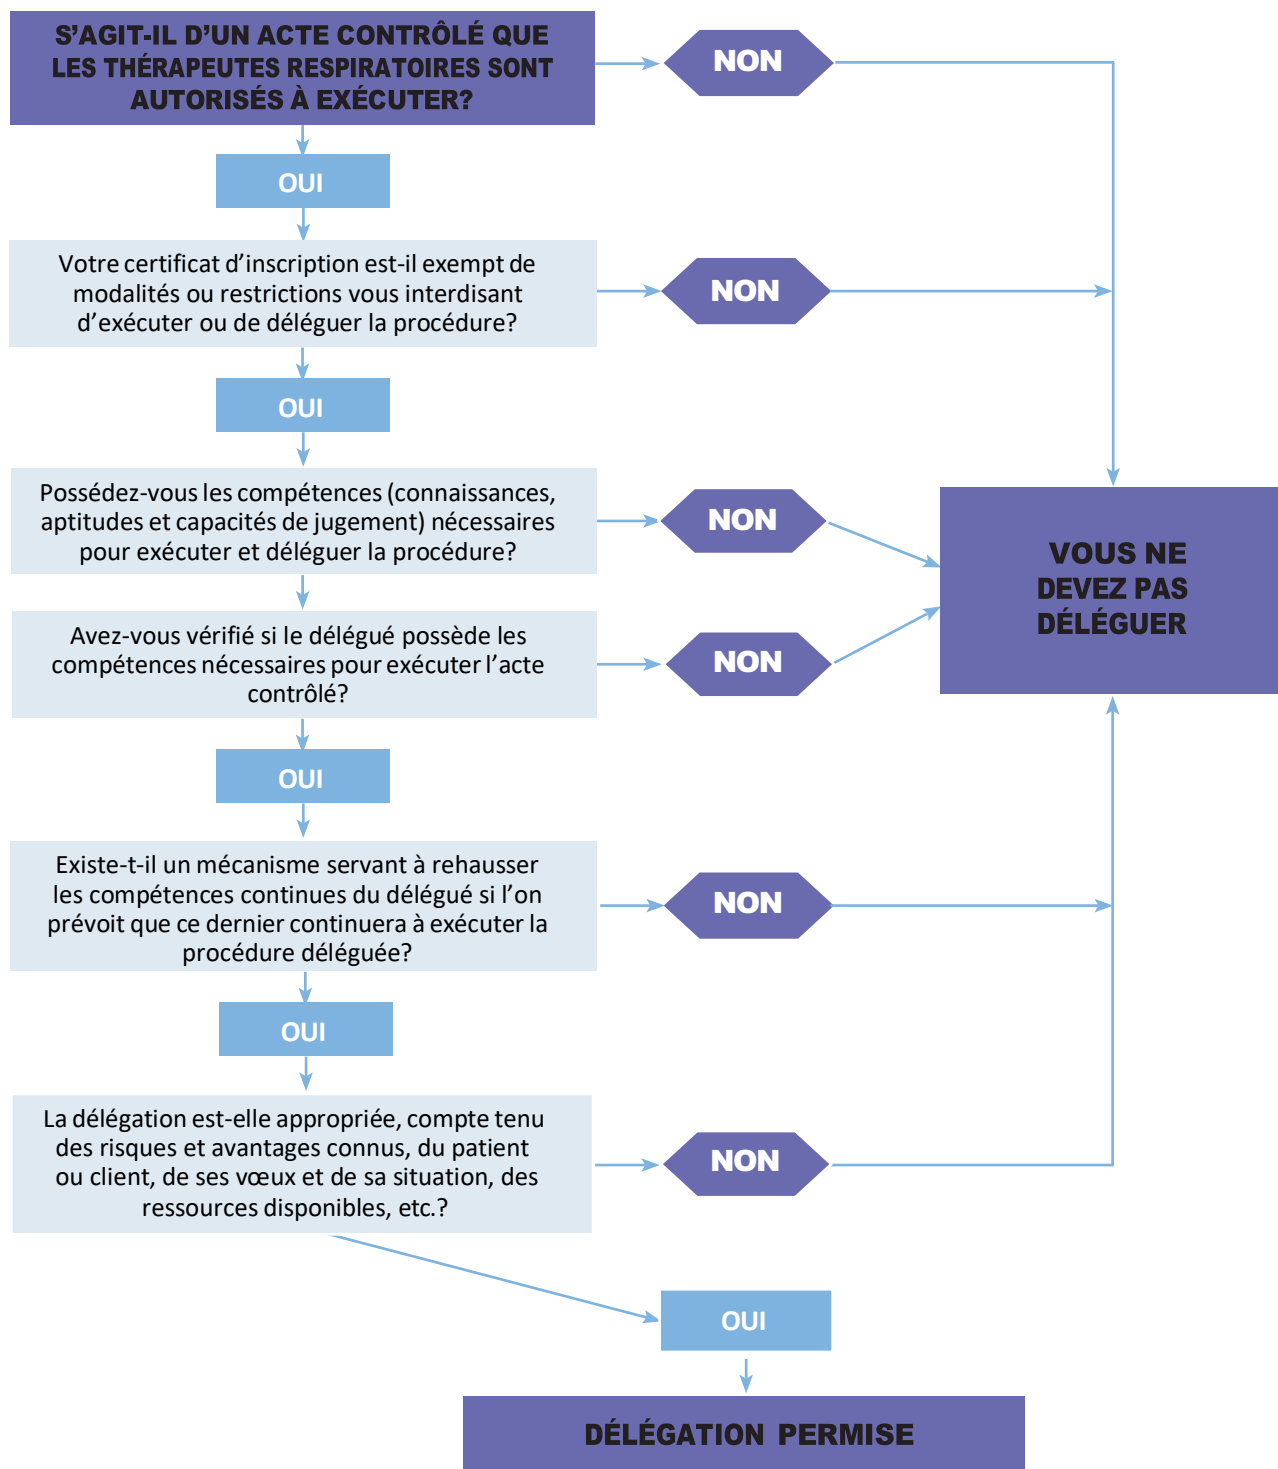 S’AGIT-IL D’UN ACTE CONTRÔLÉ QUE
LES THÉRAPEUTES RESPIRATOIRES SONT
AUTORISÉS À EXÉCUTER?
NON
OUI
Votre certificat d’inscription est-il exempt de
modalités ou restrictions vous interdisant
d’exécuter ou de déléguer la procédure?
NON
OUI
Possédez-vous les compétences (connaissances,
aptitudes et capacités de jugement) nécessaires
pour exécuter et déléguer la procédure?
NON
VOUS NE
DEVEZ PAS
DÉLÉGUER
Avez-vous vérifié si le délégué possède les
compétences nécessaires pour exécuter l’acte
contrôlé?
NON
OUI
Existe-t-il un mécanisme servant à rehausser
les compétences continues du délégué si l’on
prévoit que ce dernier continuera à exécuter la
procédure déléguée?
NON
OUI
La délégation est-elle appropriée, compte tenu
des risques et avantages connus, du patient
ou client, de ses vœux et de sa situation, des
ressources disponibles, etc.?
NON
OUI
DÉLÉGATION PERMISE